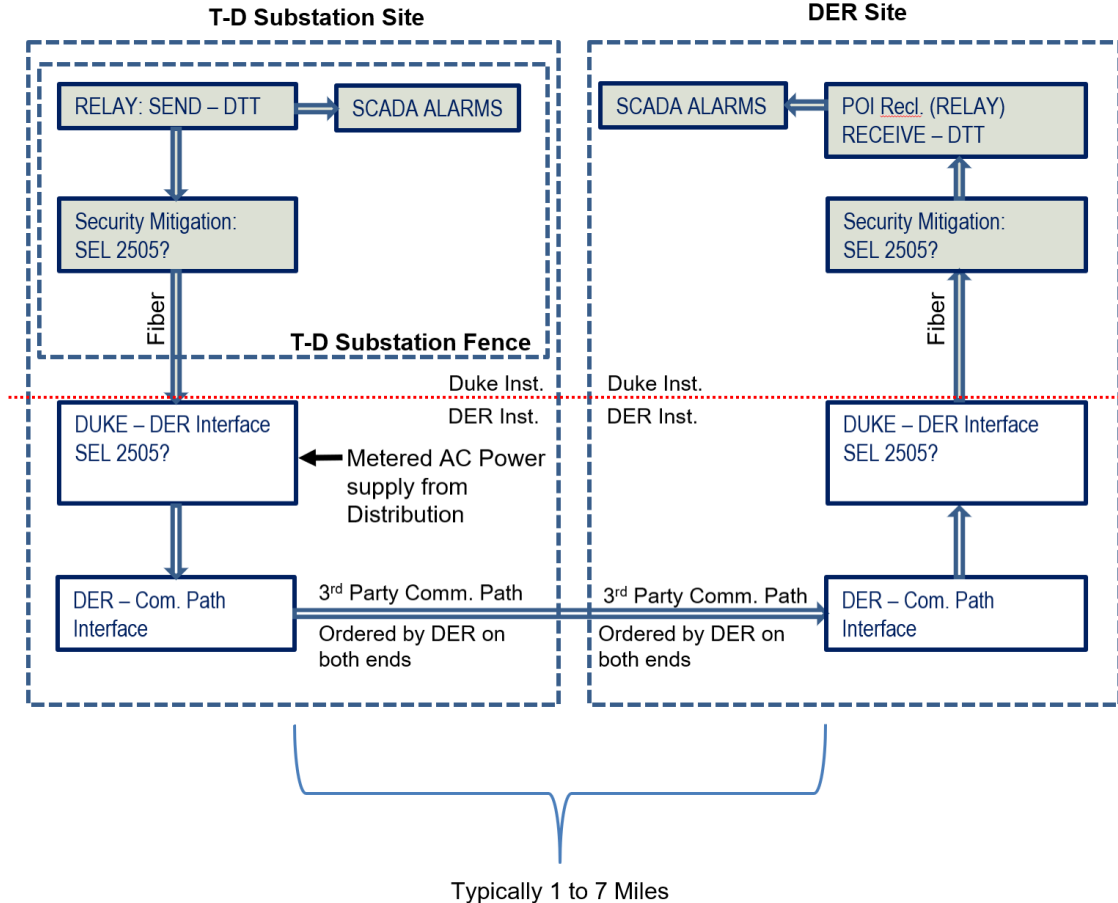 T-D Substation Site
DER Site
RELAY: SEND – DTT
SCADA ALARMS
SCADA ALARMS
POI Recl. (RELAY)
RECEIVE – DTT
Security Mitigation:
SEL 2505?
Security Mitigation:
SEL 2505?
Fiber
Fiber
T-D Substation Fence
Duke Inst.
Duke Inst.
DER Inst.
DER Inst.
DUKE – DER Interface
SEL 2505?
Metered AC Power
supply from
Distribution
DUKE – DER Interface
SEL 2505?
DER – Com. Path
Interface
3rd Party Comm. Path
Ordered by DER on
both ends
3rd Party Comm. Path
Ordered by DER on
both ends
DER – Com. Path
Interface
Typically 1 to 7 Miles